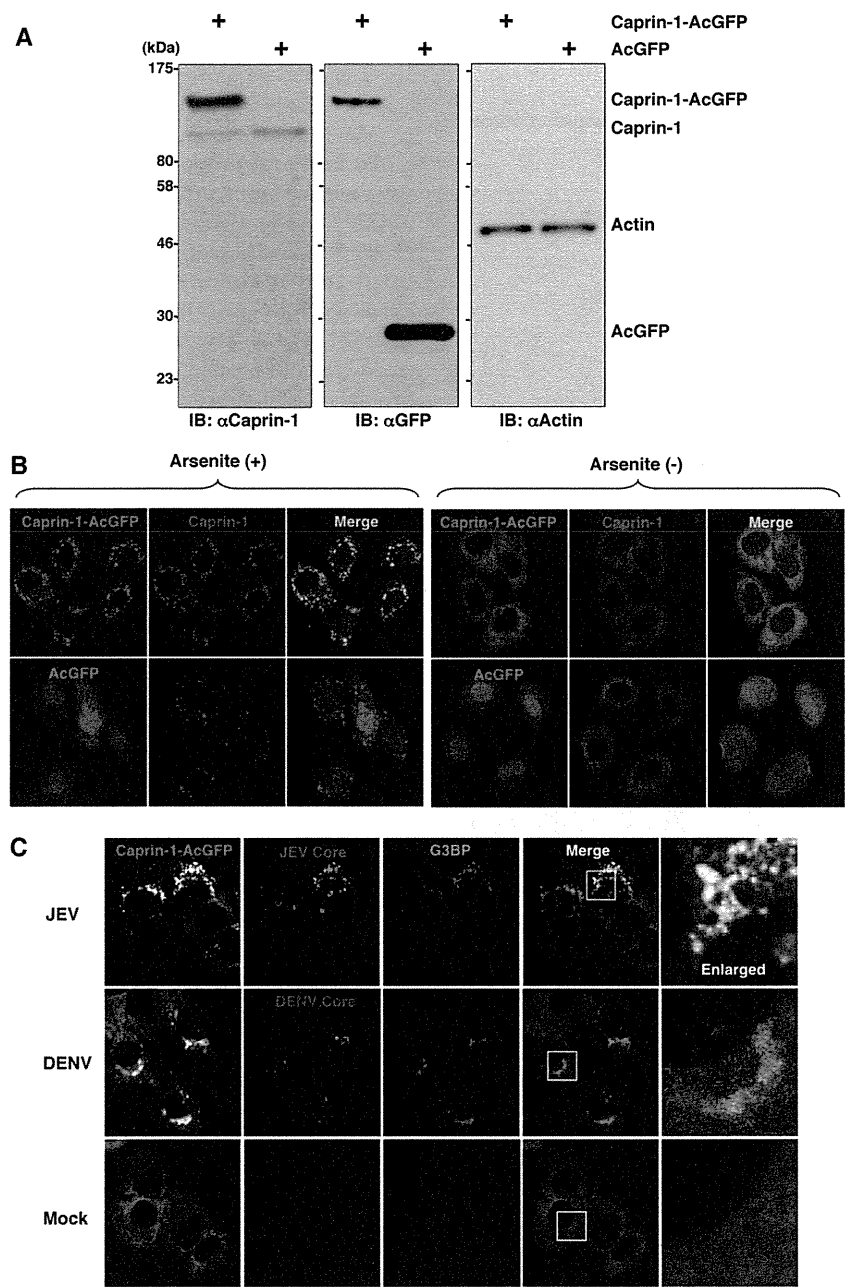 A
+ + + Caprin-1-AcGFP
(kDa) + + + AcGFP
175-
80-
58-
46-
30-
23-
Caprin-1-AcGFP
Caprin-1
Actin
AcGFP
IB: αCaprin-1 IB: αGFP IB: αActin
B
Arsenite (+) Arsenite (-)
Caprin-1-AcGFP Caprin-1 Merge Caprin-1-AcGFP Caprin-1 Merge
AcGFP AcGFP
C
Caprin-1-AcGFP JEV Core G3BP Merge
JEV
Enlarged
DENV Core
DENV
Mock